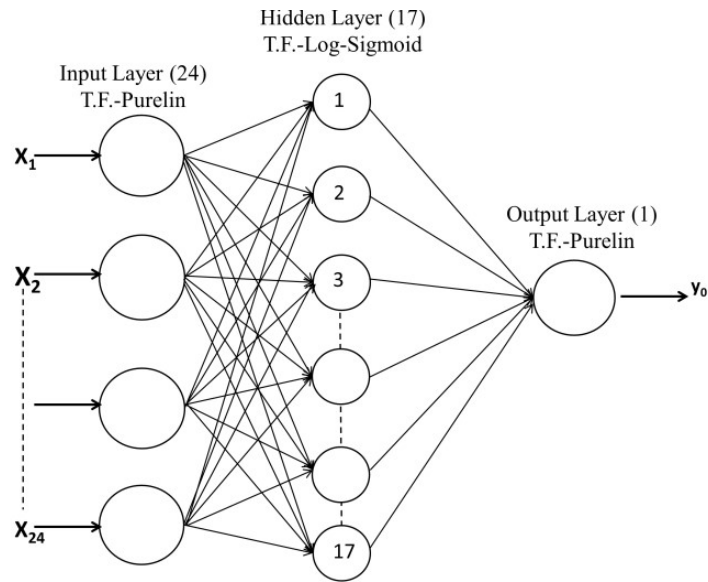 Hidden Layer (17)
T.F.-Log-Sigmoid
Input Layer (24)
T.F.-Purelin
1
X₁
2
Output Layer (1)
T.F.-Purelin
X₂
3
y₀
17
X₂₄